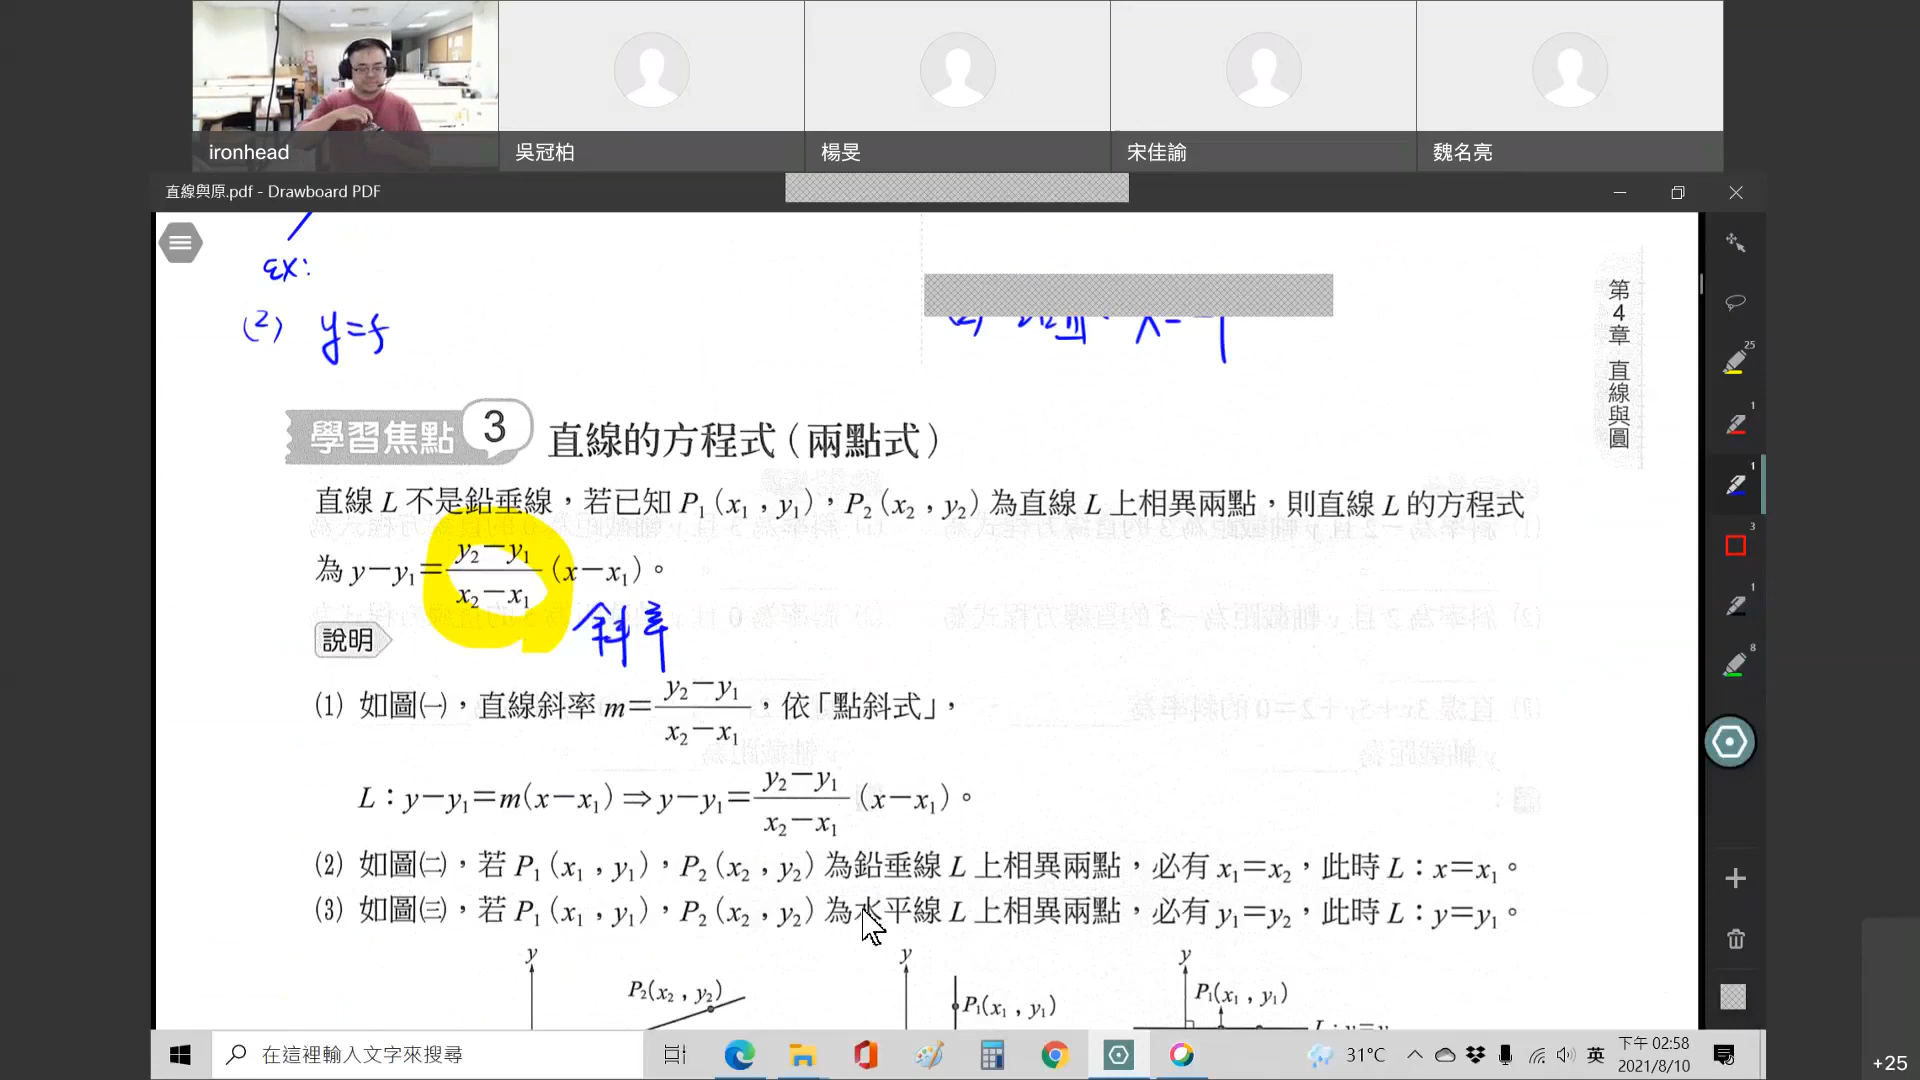 ironhead
吳冠柏
楊旻
宋佳諭
魏名亮
直線與原.pdf - Drawboard PDF
εx:
(2) y=5
x=
第4章 直線與圓
學習焦點 3 直線的方程式(兩點式)
直線 L 不是鉛垂線,若已知 P₁(x₁,y₁),P₂(x₂,y₂)為直線 L 上相異兩點,則直線 L 的方程式
為 y-y₁=(y₂-y₁)/(x₂-x₁)(x-x₁)。
斜率
說明
(1) 如圖㈠,直線斜率 m=(y₂-y₁)/(x₂-x₁),依「點斜式」,
L:y-y₁=m(x-x₁)⇒y-y₁=(y₂-y₁)/(x₂-x₁)(x-x₁)。
(2) 如圖㈡,若 P₁(x₁,y₁),P₂(x₂,y₂)為鉛垂線 L 上相異兩點,必有 x₁=x₂,此時 L:x=x₁。
(3) 如圖㈢,若 P₁(x₁,y₁),P₂(x₂,y₂)為水平線 L 上相異兩點,必有 y₁=y₂,此時 L:y=y₁。
y
P₂(x₂,y₂)
y
P₁(x₁,y₁)
y
P₁(x₁,y₁)
25
1
1
3
1
8
在這裡輸入文字來搜尋
31°C
英
下午 02:58
2021/8/10
+25